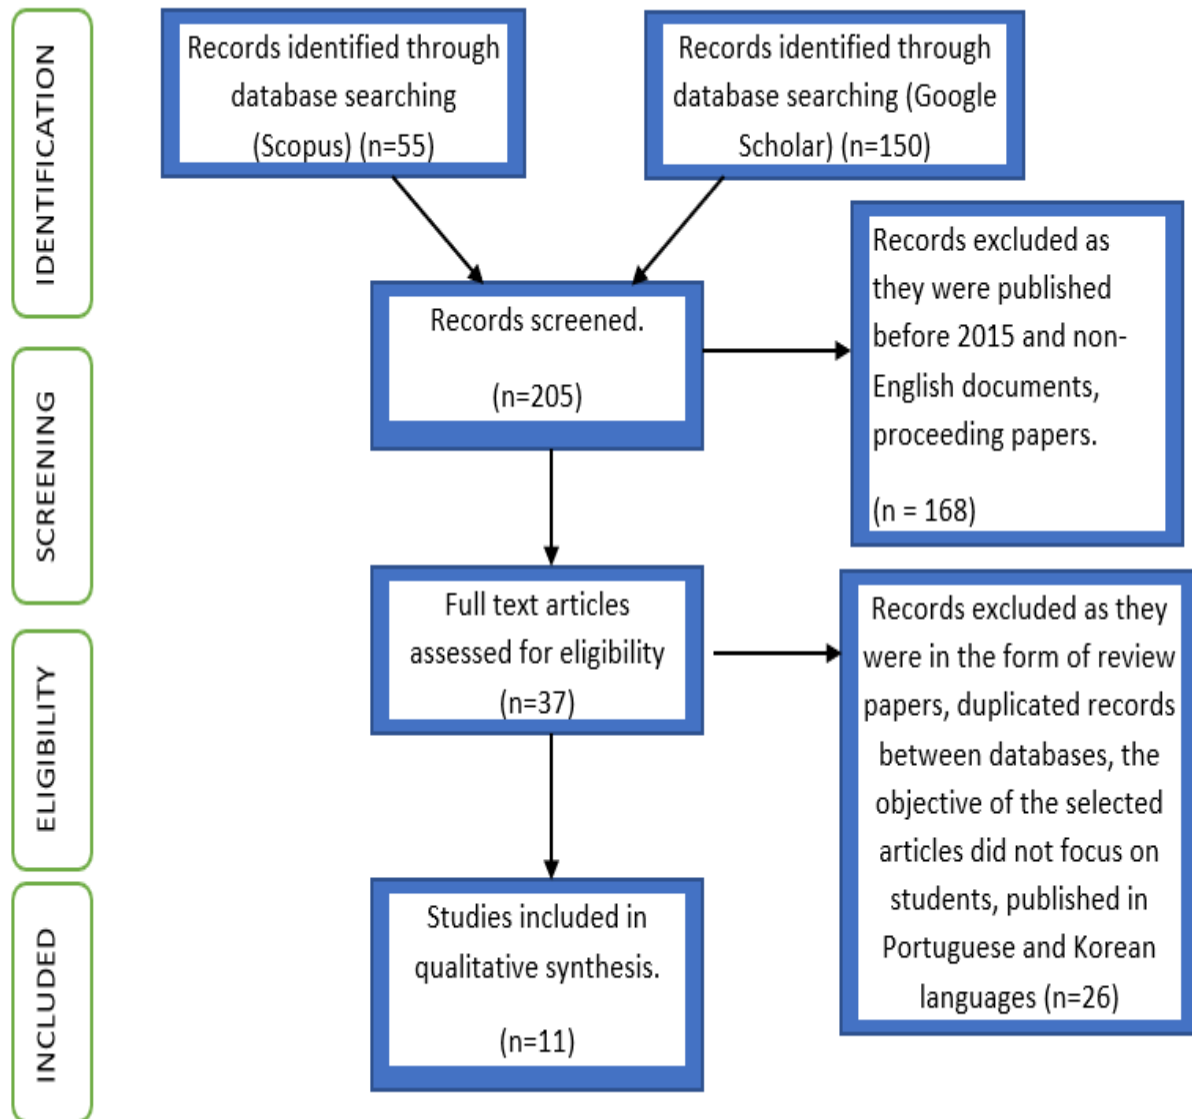 IDENTIFICATION
Records identified through
database searching
(Scopus) (n=55)
Records identified through
database searching (Google
Scholar) (n=150)
Records excluded as
they were published
before 2015 and non-
English documents,
proceeding papers.
(n = 168)
Records screened.
(n=205)
SCREENING
Full text articles
assessed for eligibility
(n=37)
Records excluded as they
were in the form of review
papers, duplicated records
between databases, the
objective of the selected
articles did not focus on
students, published in
Portuguese and Korean
languages (n=26)
ELIGIBILITY
Studies included in
qualitative synthesis.
(n=11)
INCLUDED